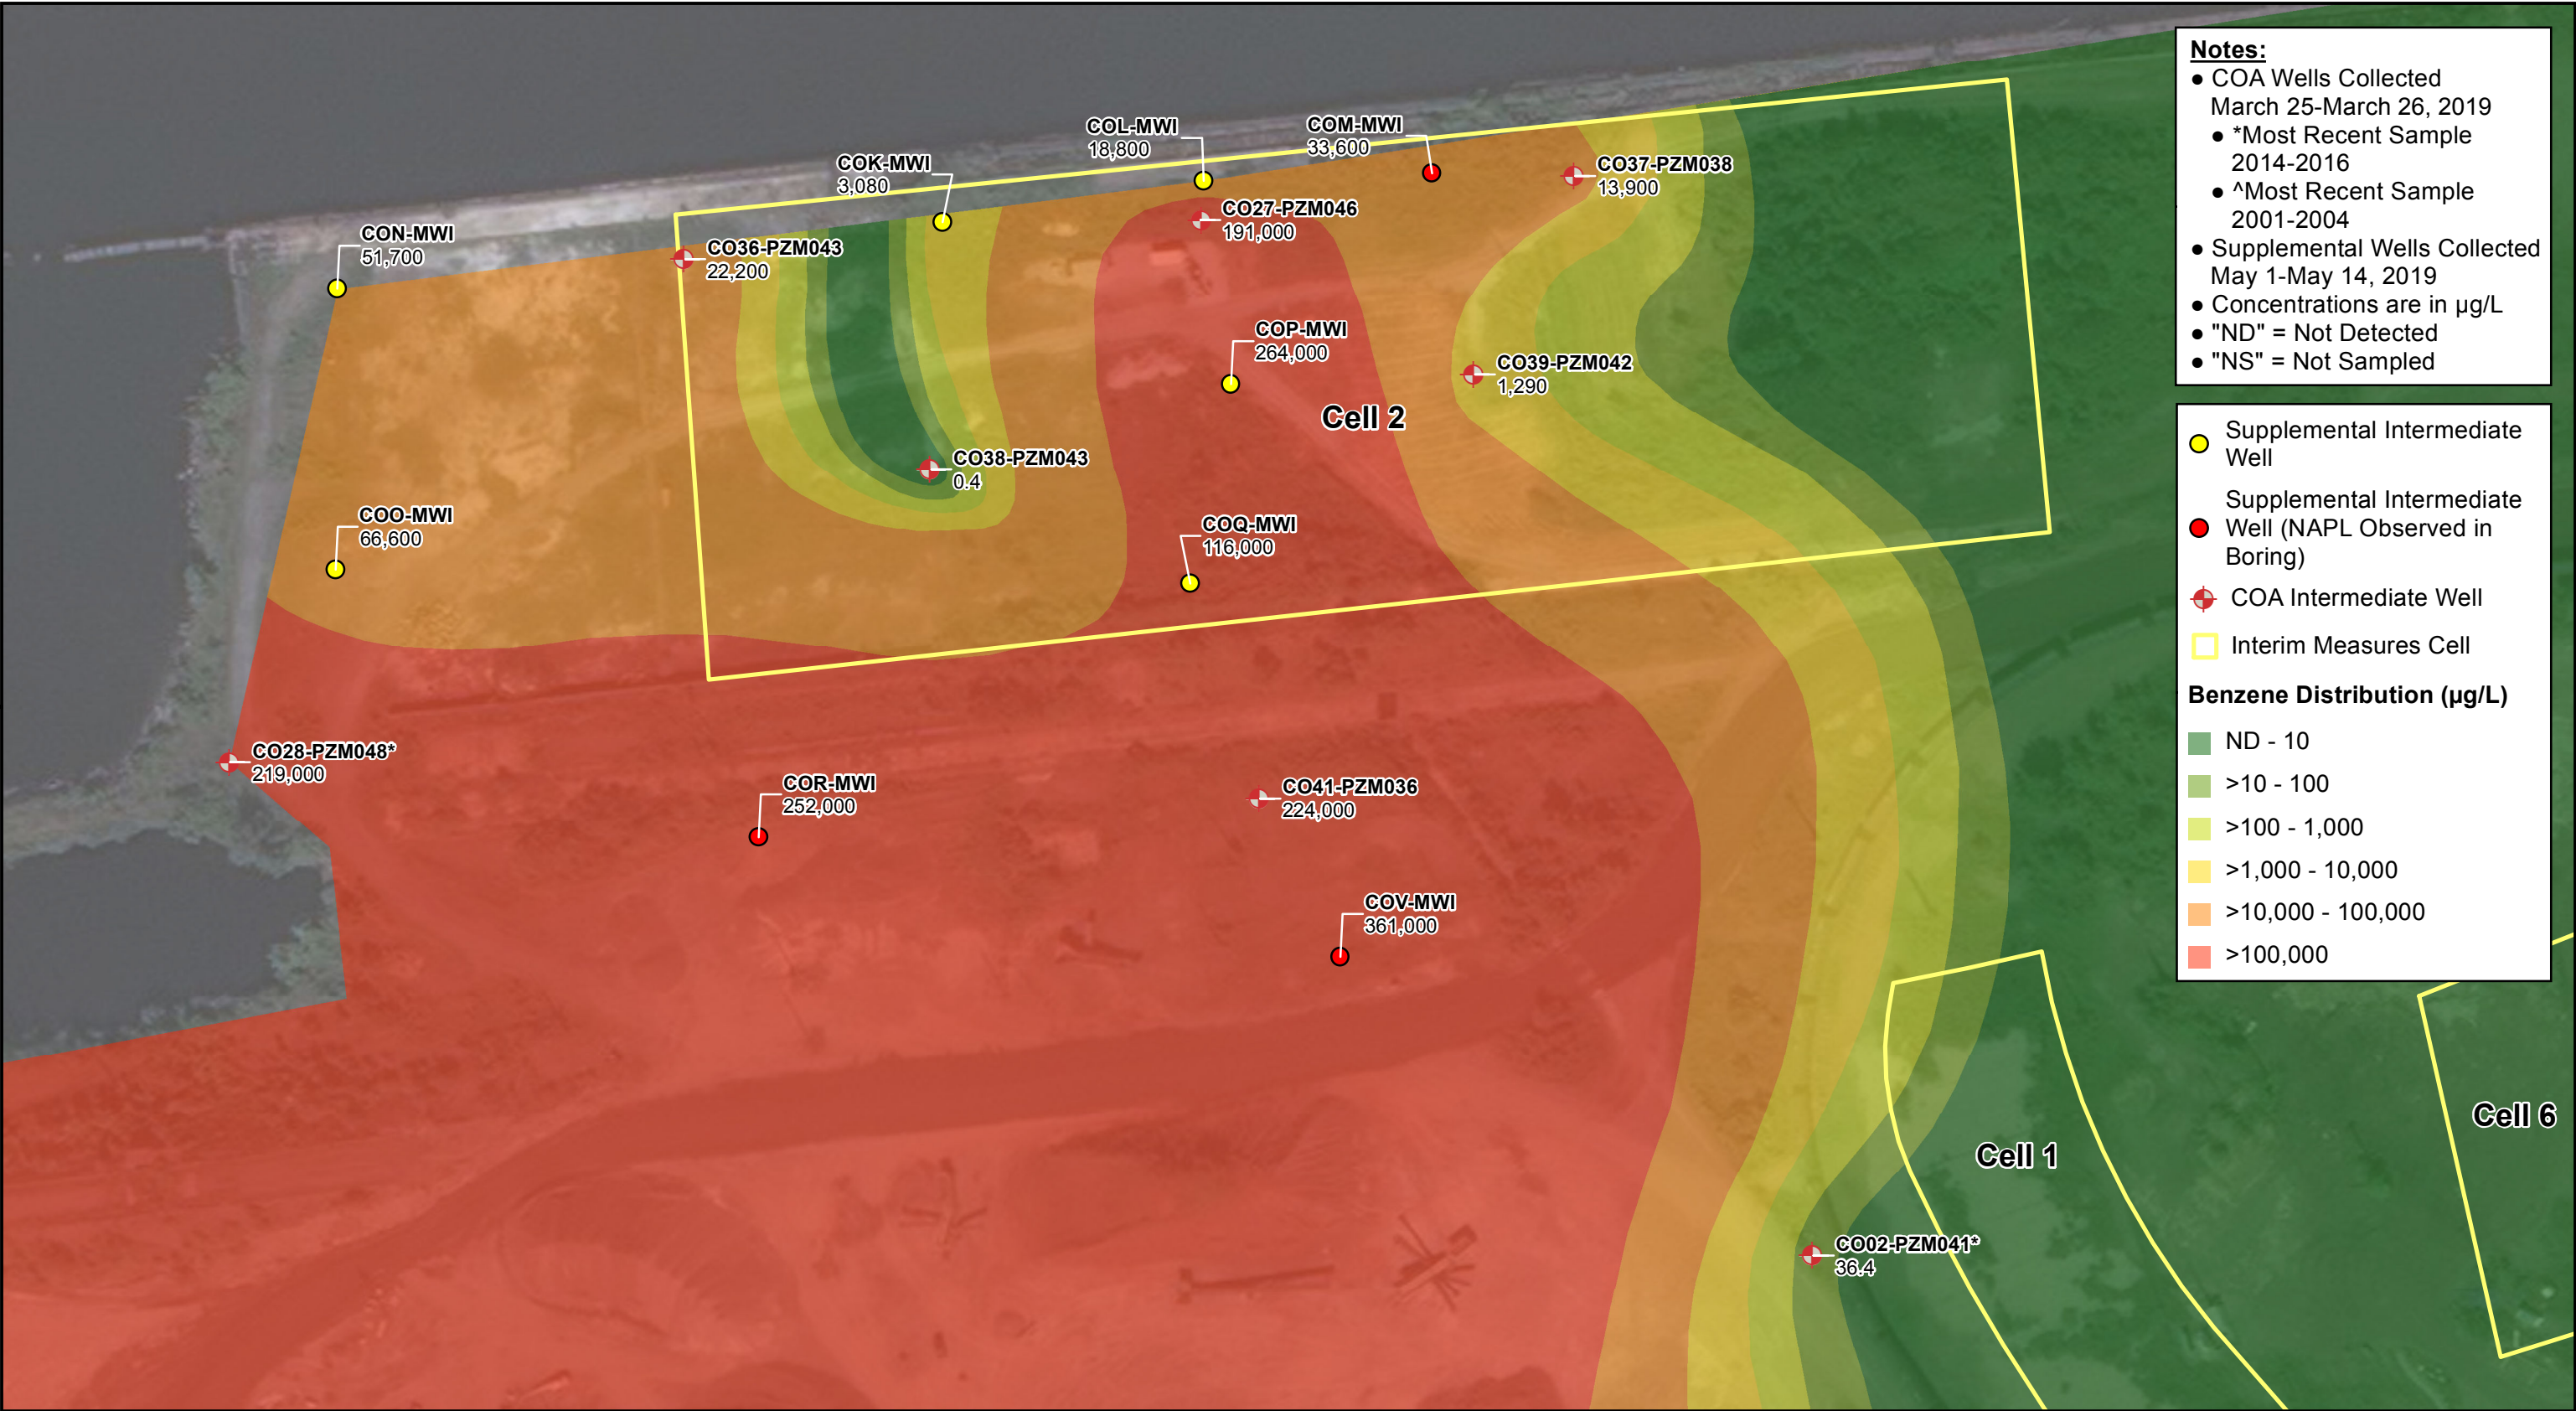 Notes:
● COA Wells Collected
March 25-March 26, 2019
● *Most Recent Sample
2014-2016
● ^Most Recent Sample
2001-2004
● Supplemental Wells Collected
May 1-May 14, 2019
● Concentrations are in µg/L
● "ND" = Not Detected
● "NS" = Not Sampled
Supplemental Intermediate
Well
Supplemental Intermediate
Well (NAPL Observed in
Boring)
COA Intermediate Well
Interim Measures Cell
Benzene Distribution (µg/L)
ND - 10
>10 - 100
>100 - 1,000
>1,000 - 10,000
>10,000 - 100,000
>100,000
COL-MWI
18,800
COM-MWI
33,600
COK-MWI
3,080
CO37-PZM038
13,900
CO27-PZM046
191,000
CON-MWI
51,700
CO36-PZM043
22,200
COP-MWI
264,000
CO39-PZM042
1,290
Cell 2
CO38-PZM043
0.4
COO-MWI
66,600
COQ-MWI
116,000
CO28-PZM048*
219,000
COR-MWI
252,000
CO41-PZM036
224,000
COV-MWI
361,000
Cell 6
Cell 1
CO02-PZM041*
36.4